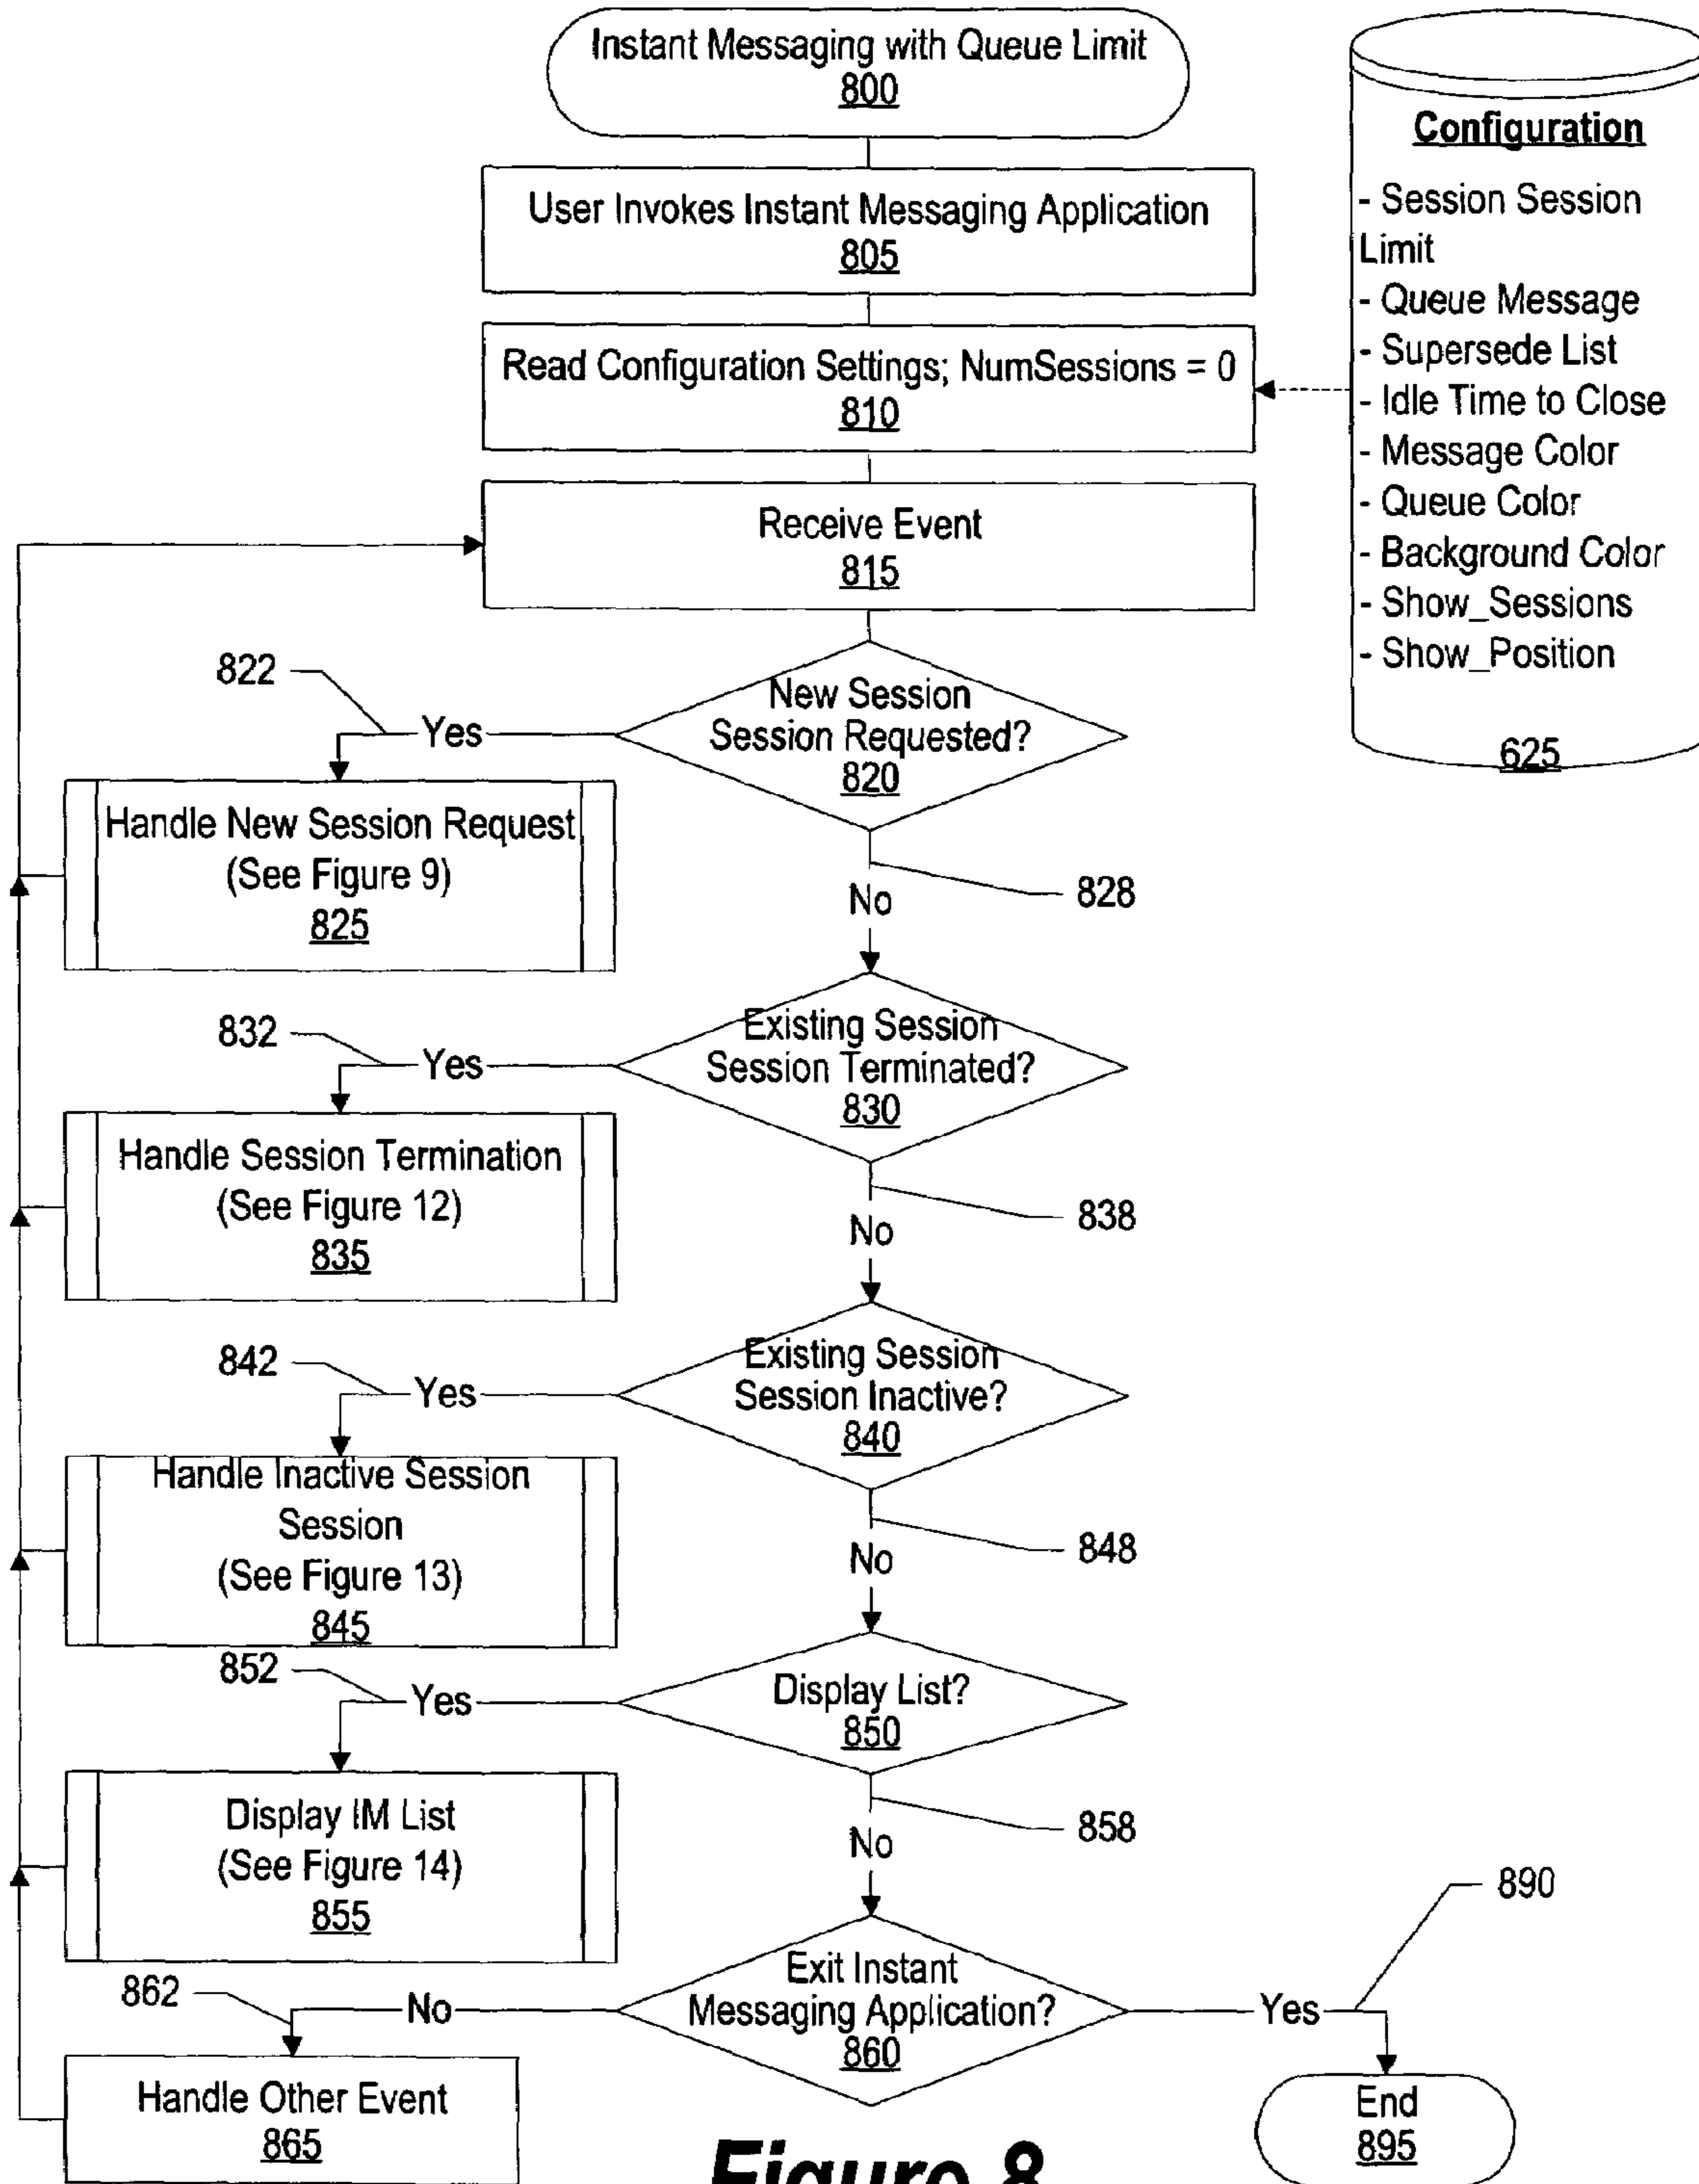 Instant Messaging with Queue Limit
800
User Invokes Instant Messaging Application
805
Read Configuration Settings; NumSessions = 0
810
Configuration
- Session Session
Limit
- Queue Message
- Supersede List
- Idle Time to Close
- Message Color
- Queue Color
- Background Color
- Show_Sessions
- Show_Position
625
Receive Event
815
New Session
Session Requested?
820
822
Yes
Handle New Session Request
(See Figure 9)
825
828
No
Existing Session
Session Terminated?
830
832
Yes
Handle Session Termination
(See Figure 12)
835
838
No
Existing Session
Session Inactive?
840
842
Yes
Handle Inactive Session
Session
(See Figure 13)
845
848
No
Display List?
850
852
Yes
Display IM List
(See Figure 14)
855
858
No
Exit Instant
Messaging Application?
860
862
No
Handle Other Event
865
890
Yes
End
895
Figure 8